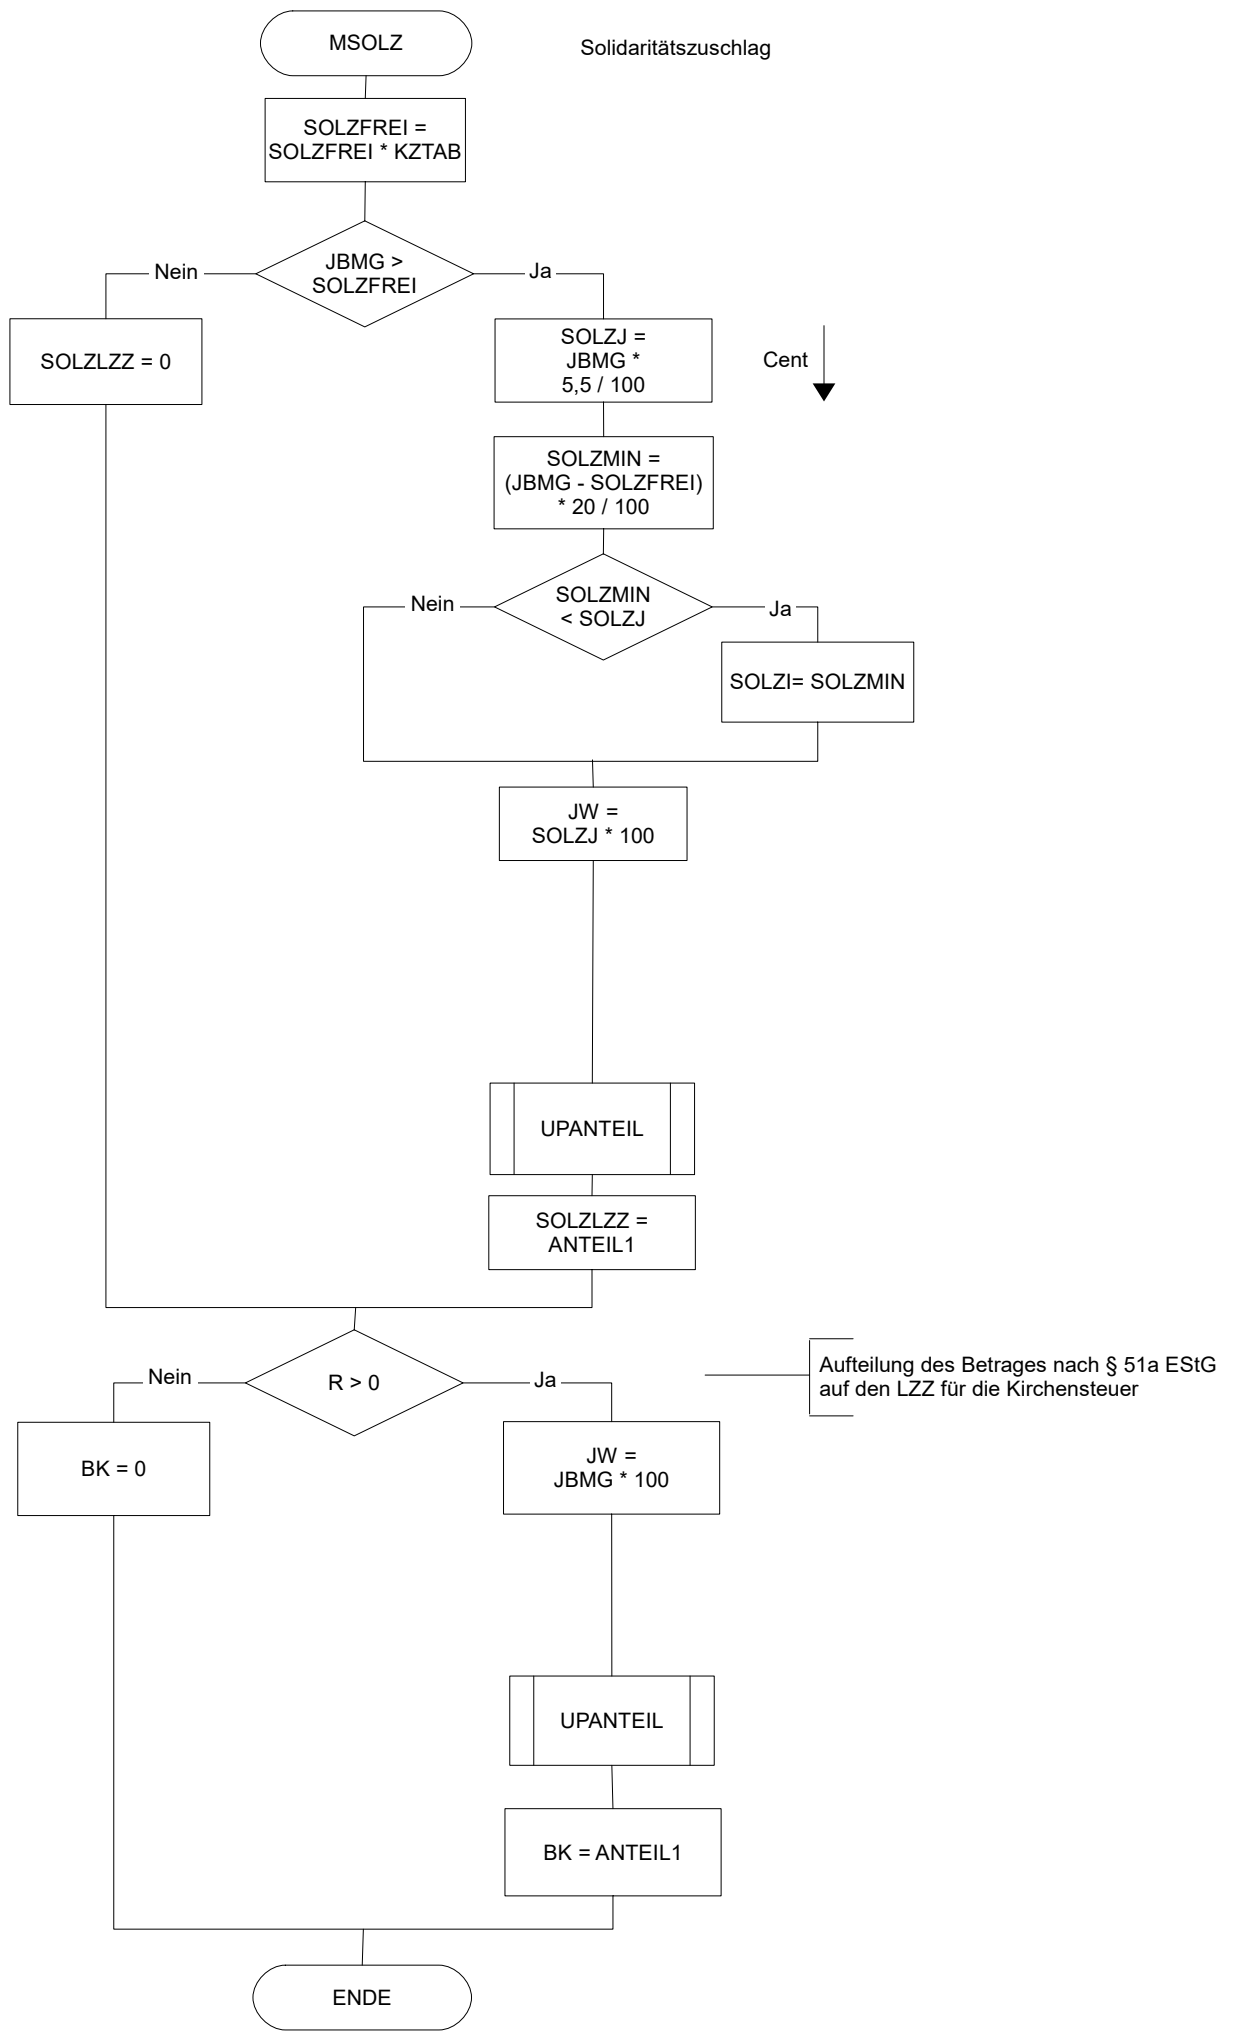 MSOLZ
Solidaritätszuschlag
SOLZFREI =
SOLZFREI * KZTAB
JBMG >
SOLZFREI
Nein
Ja
SOLZLZZ = 0
SOLZJ =
JBMG *
5,5 / 100
Cent
SOLZMIN =
(JBMG - SOLZFREI)
* 20 / 100
SOLZMIN
< SOLZJ
Nein
Ja
SOLZI= SOLZMIN
JW =
SOLZJ * 100
UPANTEIL
SOLZLZZ =
ANTEIL1
R > 0
Nein
Ja
Aufteilung des Betrages nach § 51a EStG
auf den LZZ für die Kirchensteuer
BK = 0
JW =
JBMG * 100
UPANTEIL
BK = ANTEIL1
ENDE